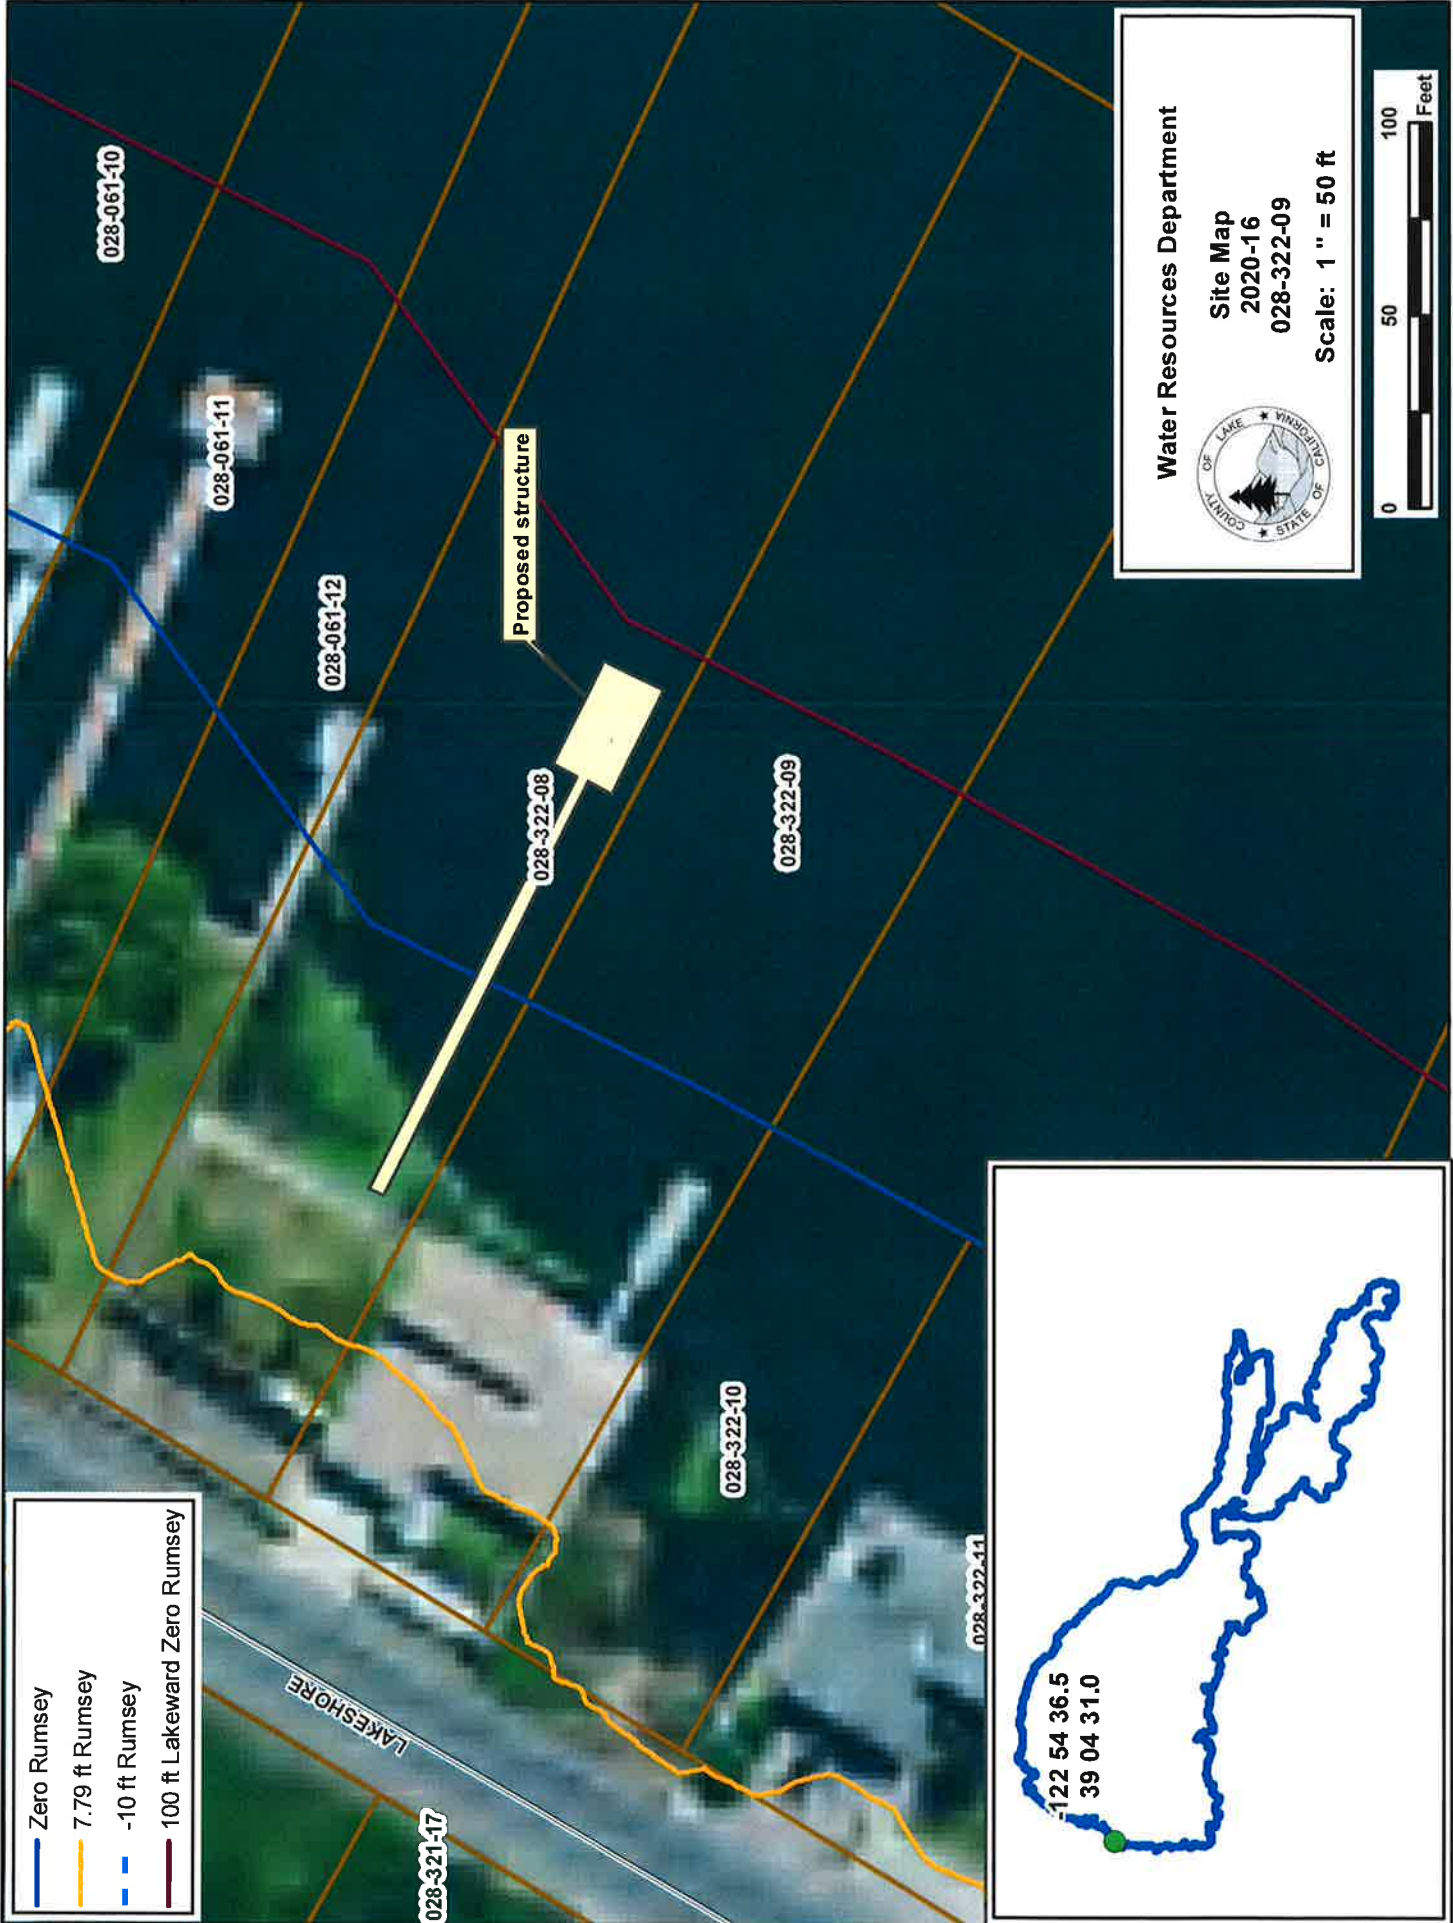 Zero Rumsey
7.79 ft Rumsey
-10 ft Rumsey
100 ft Lakeward Zero Rumsey
028-061-10
028-061-11
028-061-12
Proposed structure
028-322-08
028-322-09
028-322-10
028-322-11
028-321-17
LAKESHORE
-122 54 36.5
39 04 31.0
Water Resources Department
Site Map
2020-16
028-322-09
Scale: 1 " = 50 ft
COUNTY OF LAKE
STATE OF CALIFORNIA
0 50 100
Feet